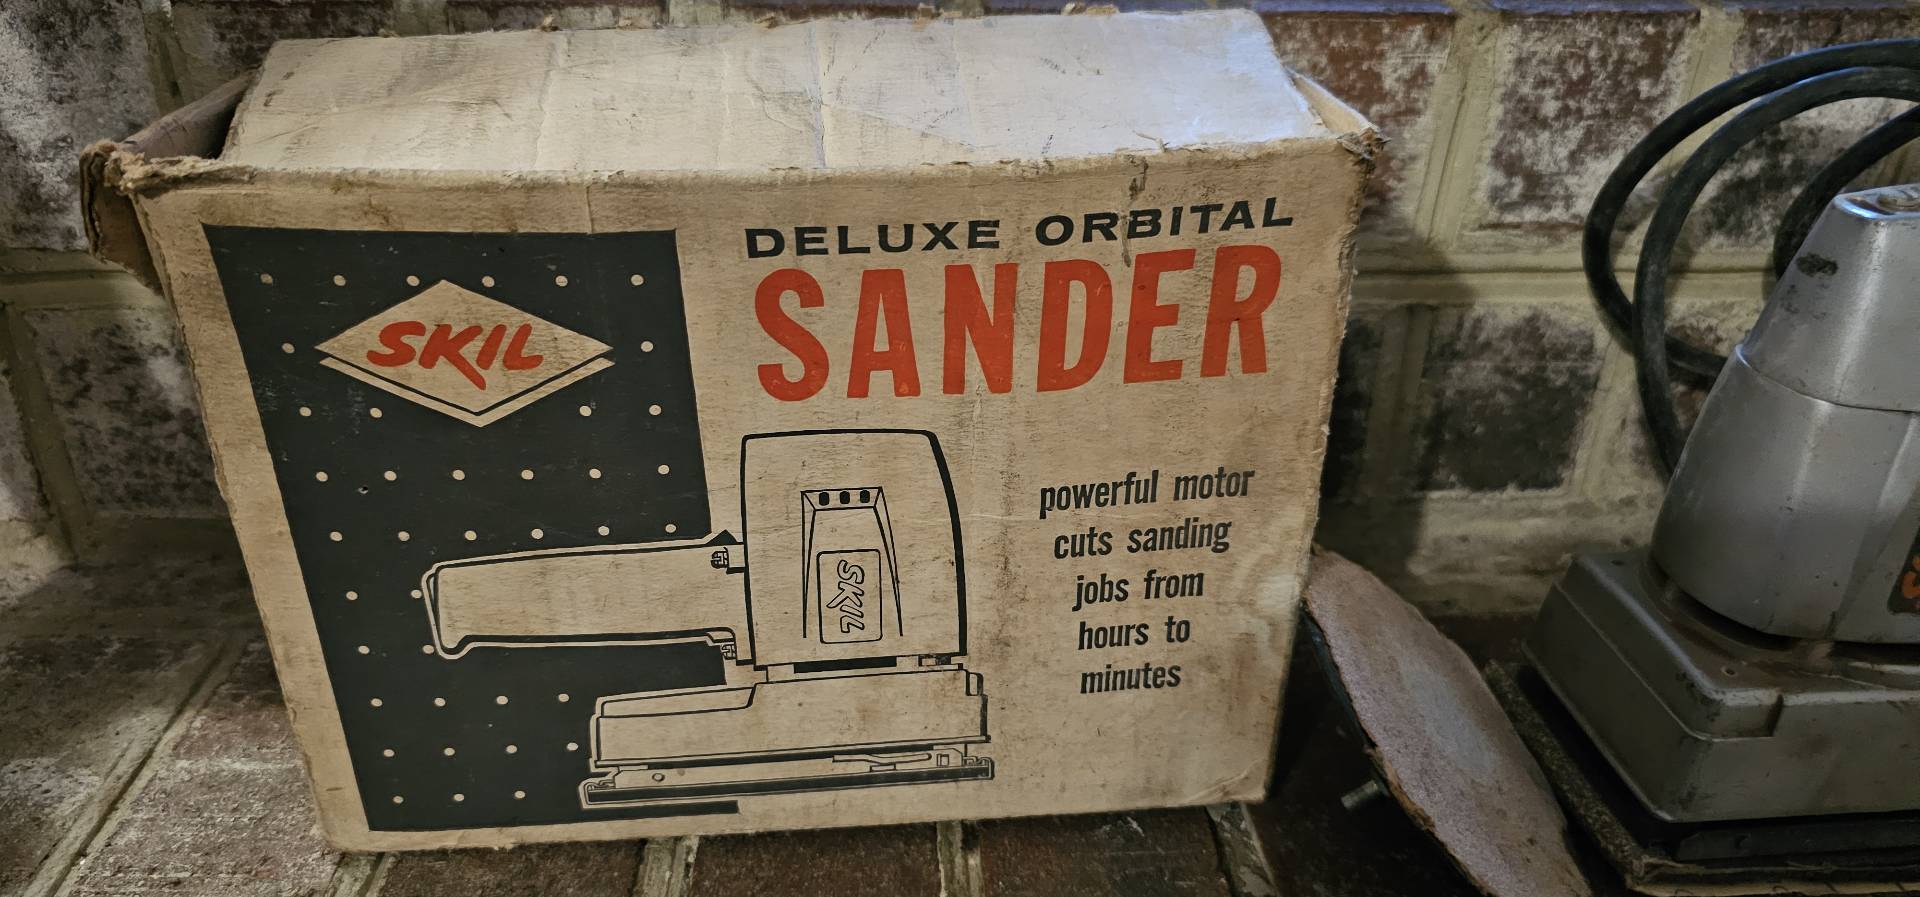 DELUXE ORBITAL
SANDER
SKIL
powerful motor
cuts sanding
jobs from
hours to
minutes
SKIL